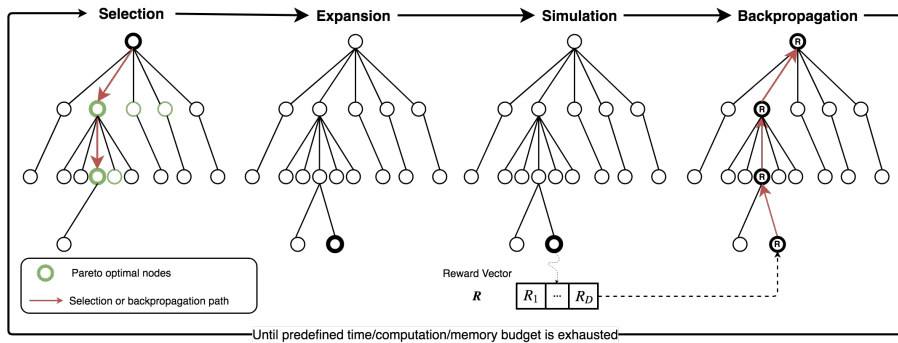 Selection
Expansion
Simulation
Backpropagation
R
R
R
R
Pareto optimal nodes
Selection or backpropagation path
Reward Vector
R
R1 ... RD
Until predefined time/computation/memory budget is exhausted